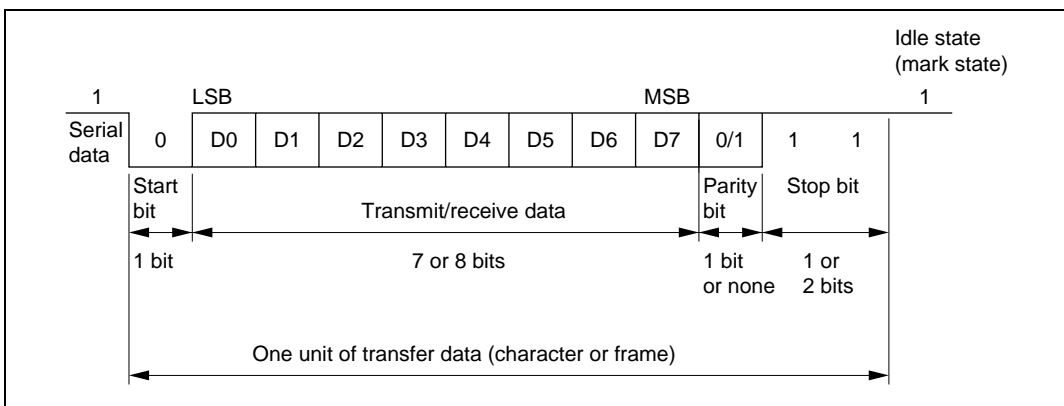 Idle state
(mark state)
1 LSB MSB 1
Serial
data
0 D0 D1 D2 D3 D4 D5 D6 D7 0/1 1 1
Start
bit
Transmit/receive data
Parity
bit
Stop bit
1 bit
7 or 8 bits
1 bit
or none
1 or
2 bits
One unit of transfer data (character or frame)